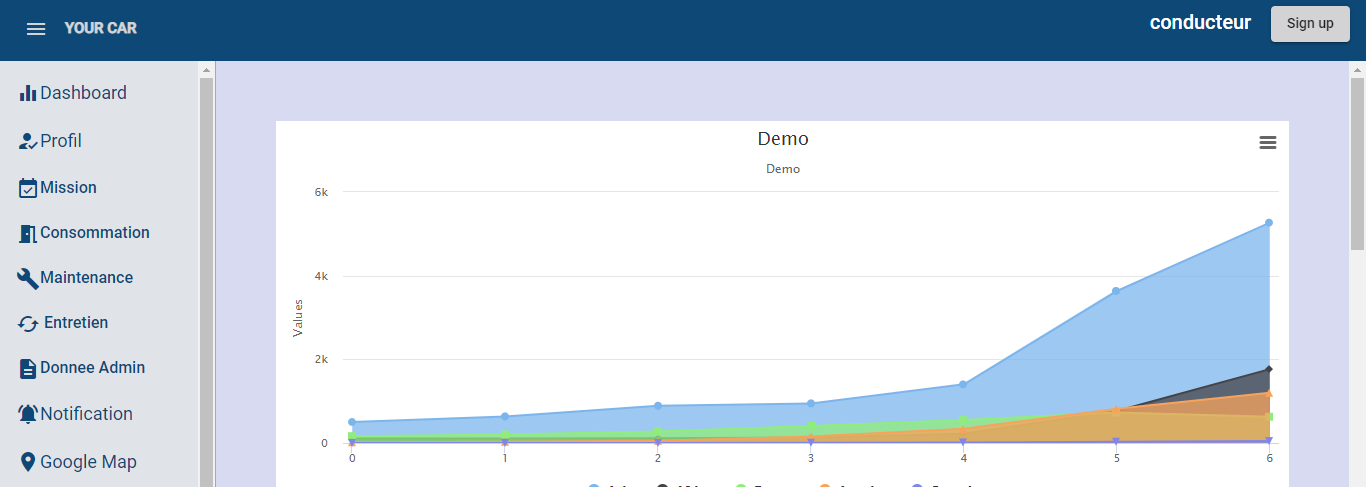 YOUR CAR
conducteur
Sign up
Dashboard
Profil
Mission
Consommation
Maintenance
Entretien
Donnee Admin
Notification
Google Map
Demo
Demo
Values
6k
4k
2k
0
0 1 2 3 4 5 6